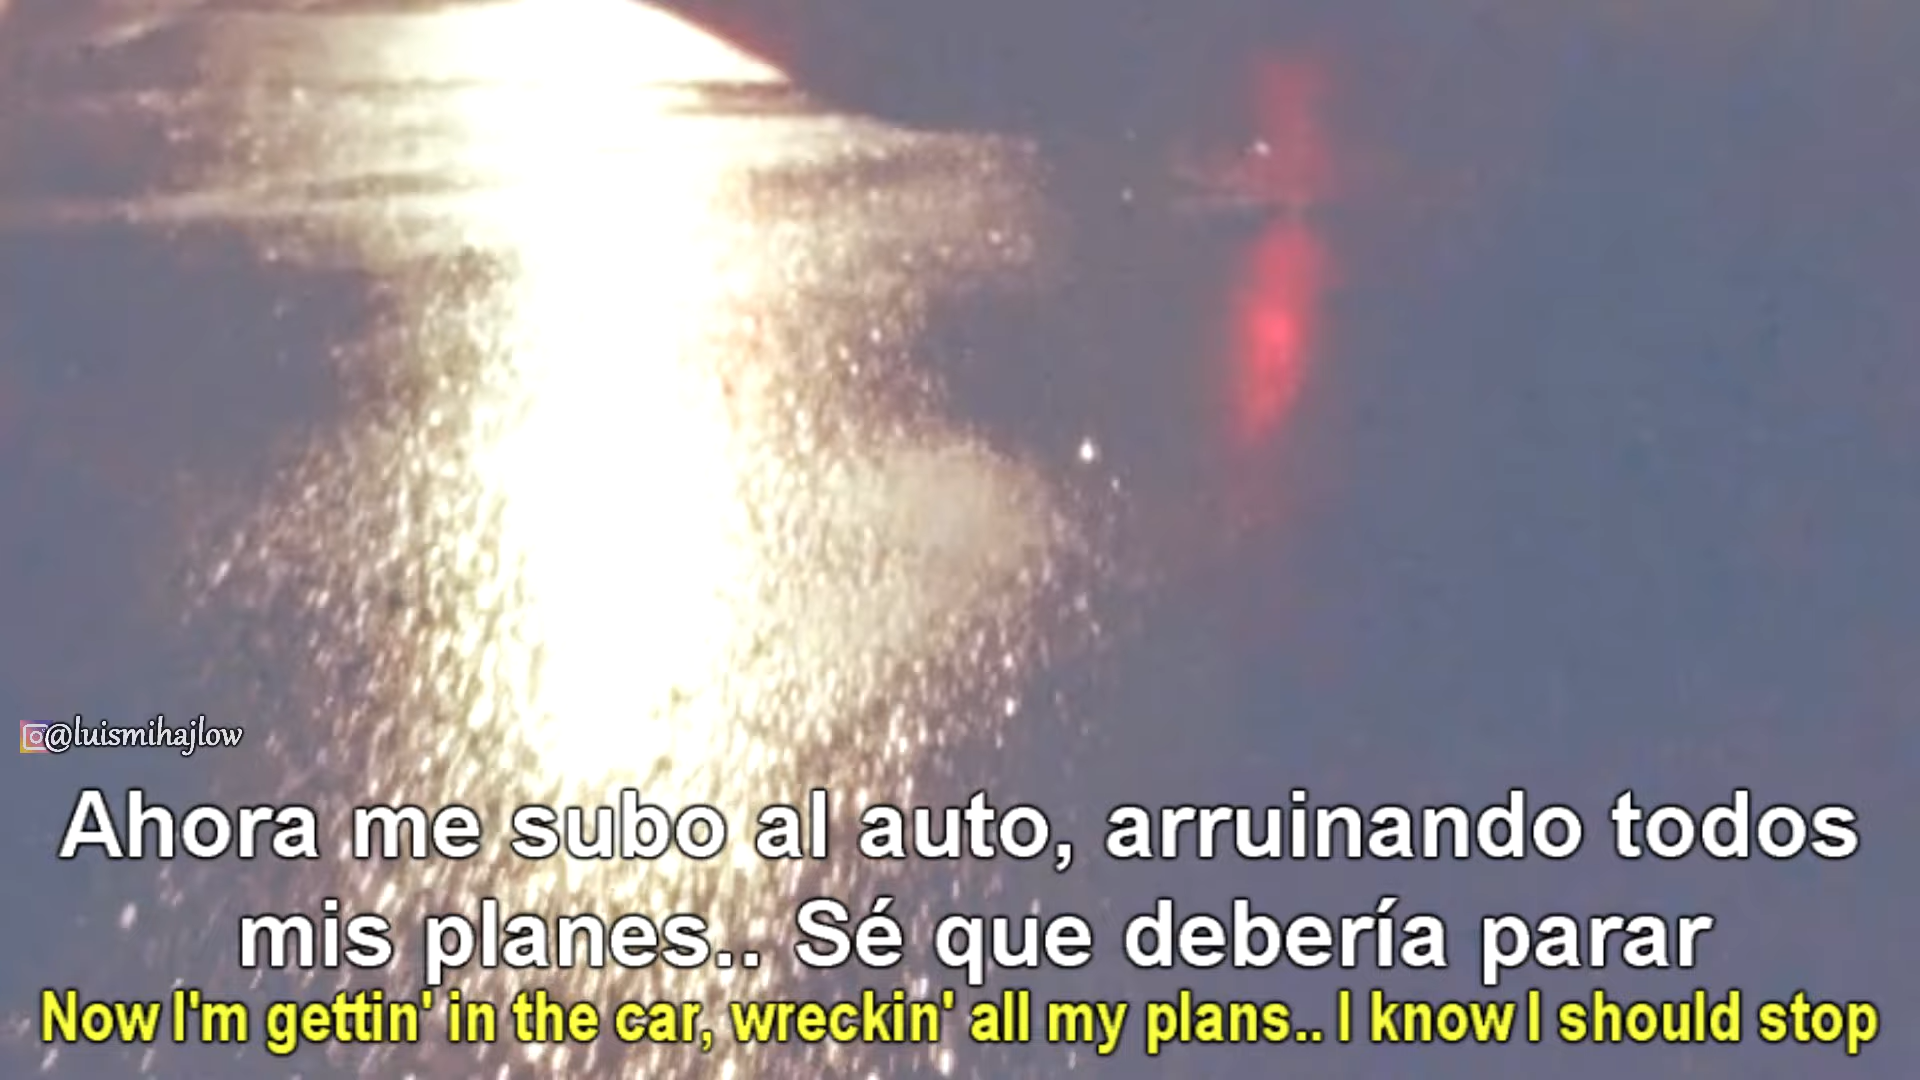 @luismihajlow
Ahora me subo al auto, arruinando todos
mis planes.. Sé que debería parar
Now I'm gettin' in the car, wreckin' all my plans.. I know I should stop